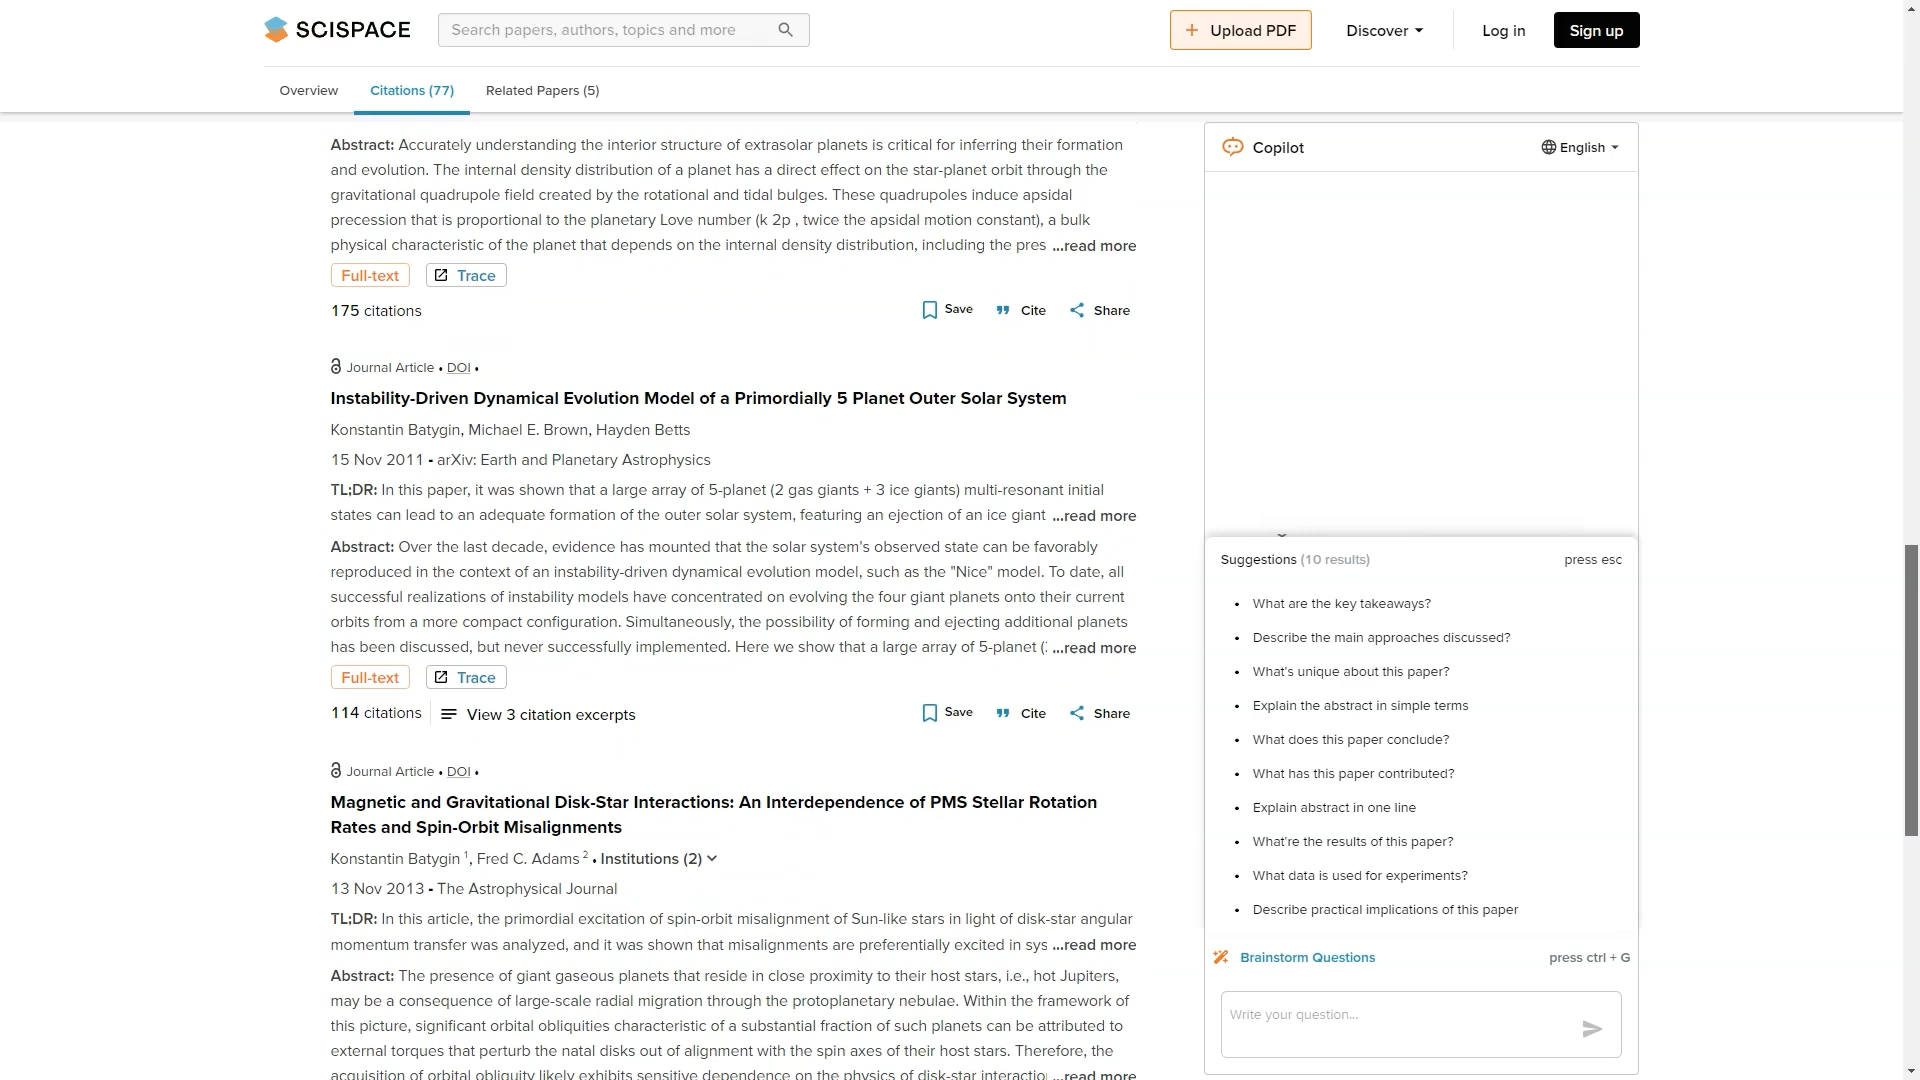 SCISPACE
Search papers, authors, topics and more
+ Upload PDF
Discover
Log in
Sign up
Overview
Citations (77)
Related Papers (5)
Abstract: Accurately understanding the interior structure of extrasolar planets is critical for inferring their formation
and evolution. The internal density distribution of a planet has a direct effect on the star-planet orbit through the
gravitational quadrupole field created by the rotational and tidal bulges. These quadrupoles induce apsidal
precession that is proportional to the planetary Love number (k 2p , twice the apsidal motion constant), a bulk
physical characteristic of the planet that depends on the internal density distribution, including the pres ...read more
Full-text
Trace
175 citations
Save
Cite
Share
Journal Article • DOI •
Instability-Driven Dynamical Evolution Model of a Primordially 5 Planet Outer Solar System
Konstantin Batygin, Michael E. Brown, Hayden Betts
15 Nov 2011 - arXiv: Earth and Planetary Astrophysics
TL;DR: In this paper, it was shown that a large array of 5-planet (2 gas giants + 3 ice giants) multi-resonant initial
states can lead to an adequate formation of the outer solar system, featuring an ejection of an ice giant ...read more
Abstract: Over the last decade, evidence has mounted that the solar system's observed state can be favorably
reproduced in the context of an instability-driven dynamical evolution model, such as the "Nice" model. To date, all
successful realizations of instability models have concentrated on evolving the four giant planets onto their current
orbits from a more compact configuration. Simultaneously, the possibility of forming and ejecting additional planets
has been discussed, but never successfully implemented. Here we show that a large array of 5-planet (: ...read more
Full-text
Trace
114 citations
View 3 citation excerpts
Save
Cite
Share
Journal Article • DOI •
Magnetic and Gravitational Disk-Star Interactions: An Interdependence of PMS Stellar Rotation
Rates and Spin-Orbit Misalignments
Konstantin Batygin 1, Fred C. Adams 2 • Institutions (2)
13 Nov 2013 - The Astrophysical Journal
TL;DR: In this article, the primordial excitation of spin-orbit misalignment of Sun-like stars in light of disk-star angular
momentum transfer was analyzed, and it was shown that misalignments are preferentially excited in sys ...read more
Abstract: The presence of giant gaseous planets that reside in close proximity to their host stars, i.e., hot Jupiters,
may be a consequence of large-scale radial migration through the protoplanetary nebulae. Within the framework of
this picture, significant orbital obliquities characteristic of a substantial fraction of such planets can be attributed to
external torques that perturb the natal disks out of alignment with the spin axes of their host stars. Therefore, the
acquisition of orbital obliquity likely exhibits sensitive dependence on the physics of disk-star interactio ...read more
Copilot
English
Suggestions (10 results)
press esc
• What are the key takeaways?
• Describe the main approaches discussed?
• What's unique about this paper?
• Explain the abstract in simple terms
• What does this paper conclude?
• What has this paper contributed?
• Explain abstract in one line
• What're the results of this paper?
• What data is used for experiments?
• Describe practical implications of this paper
Brainstorm Questions
press ctrl + G
Write your question...